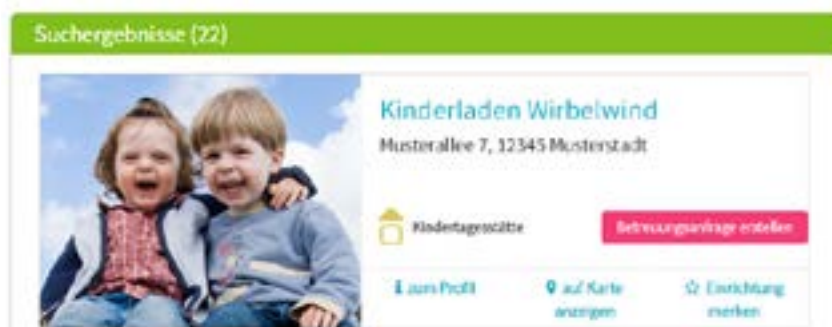 Suchergebnisse (22)
Kinderladen Wirbelwind
Musterallee 7, 12345 Musterstadt
Kindertagesstätte
Betreuungsanfrage erstellen
zum Profil
auf Karte
anzeigen
Einrichtung
merken